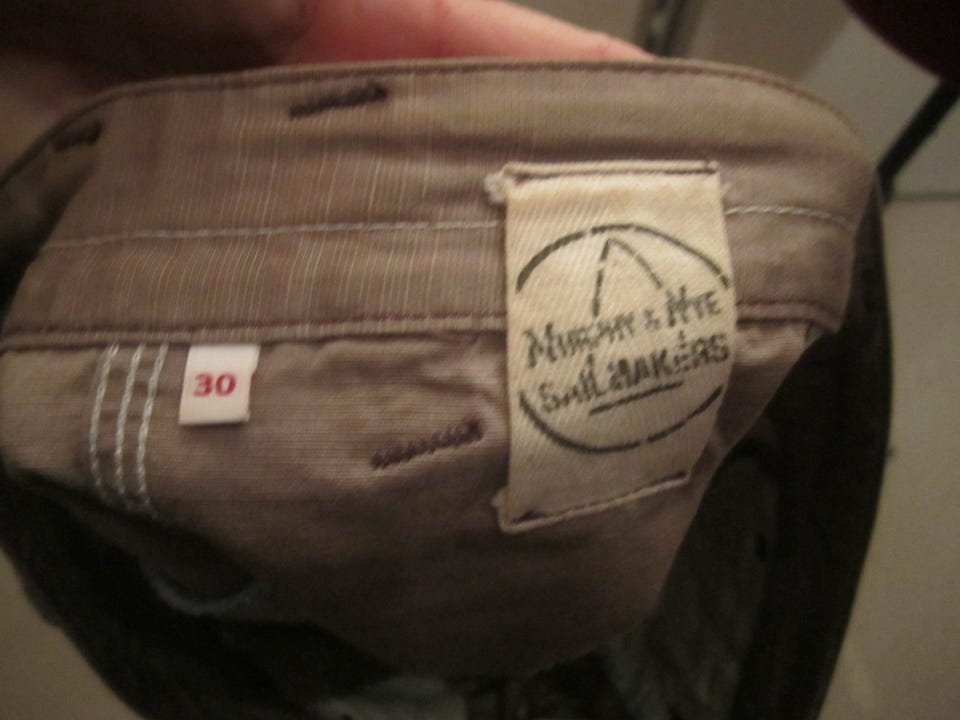 30
MURPHY & NYE
SAILMAKERS